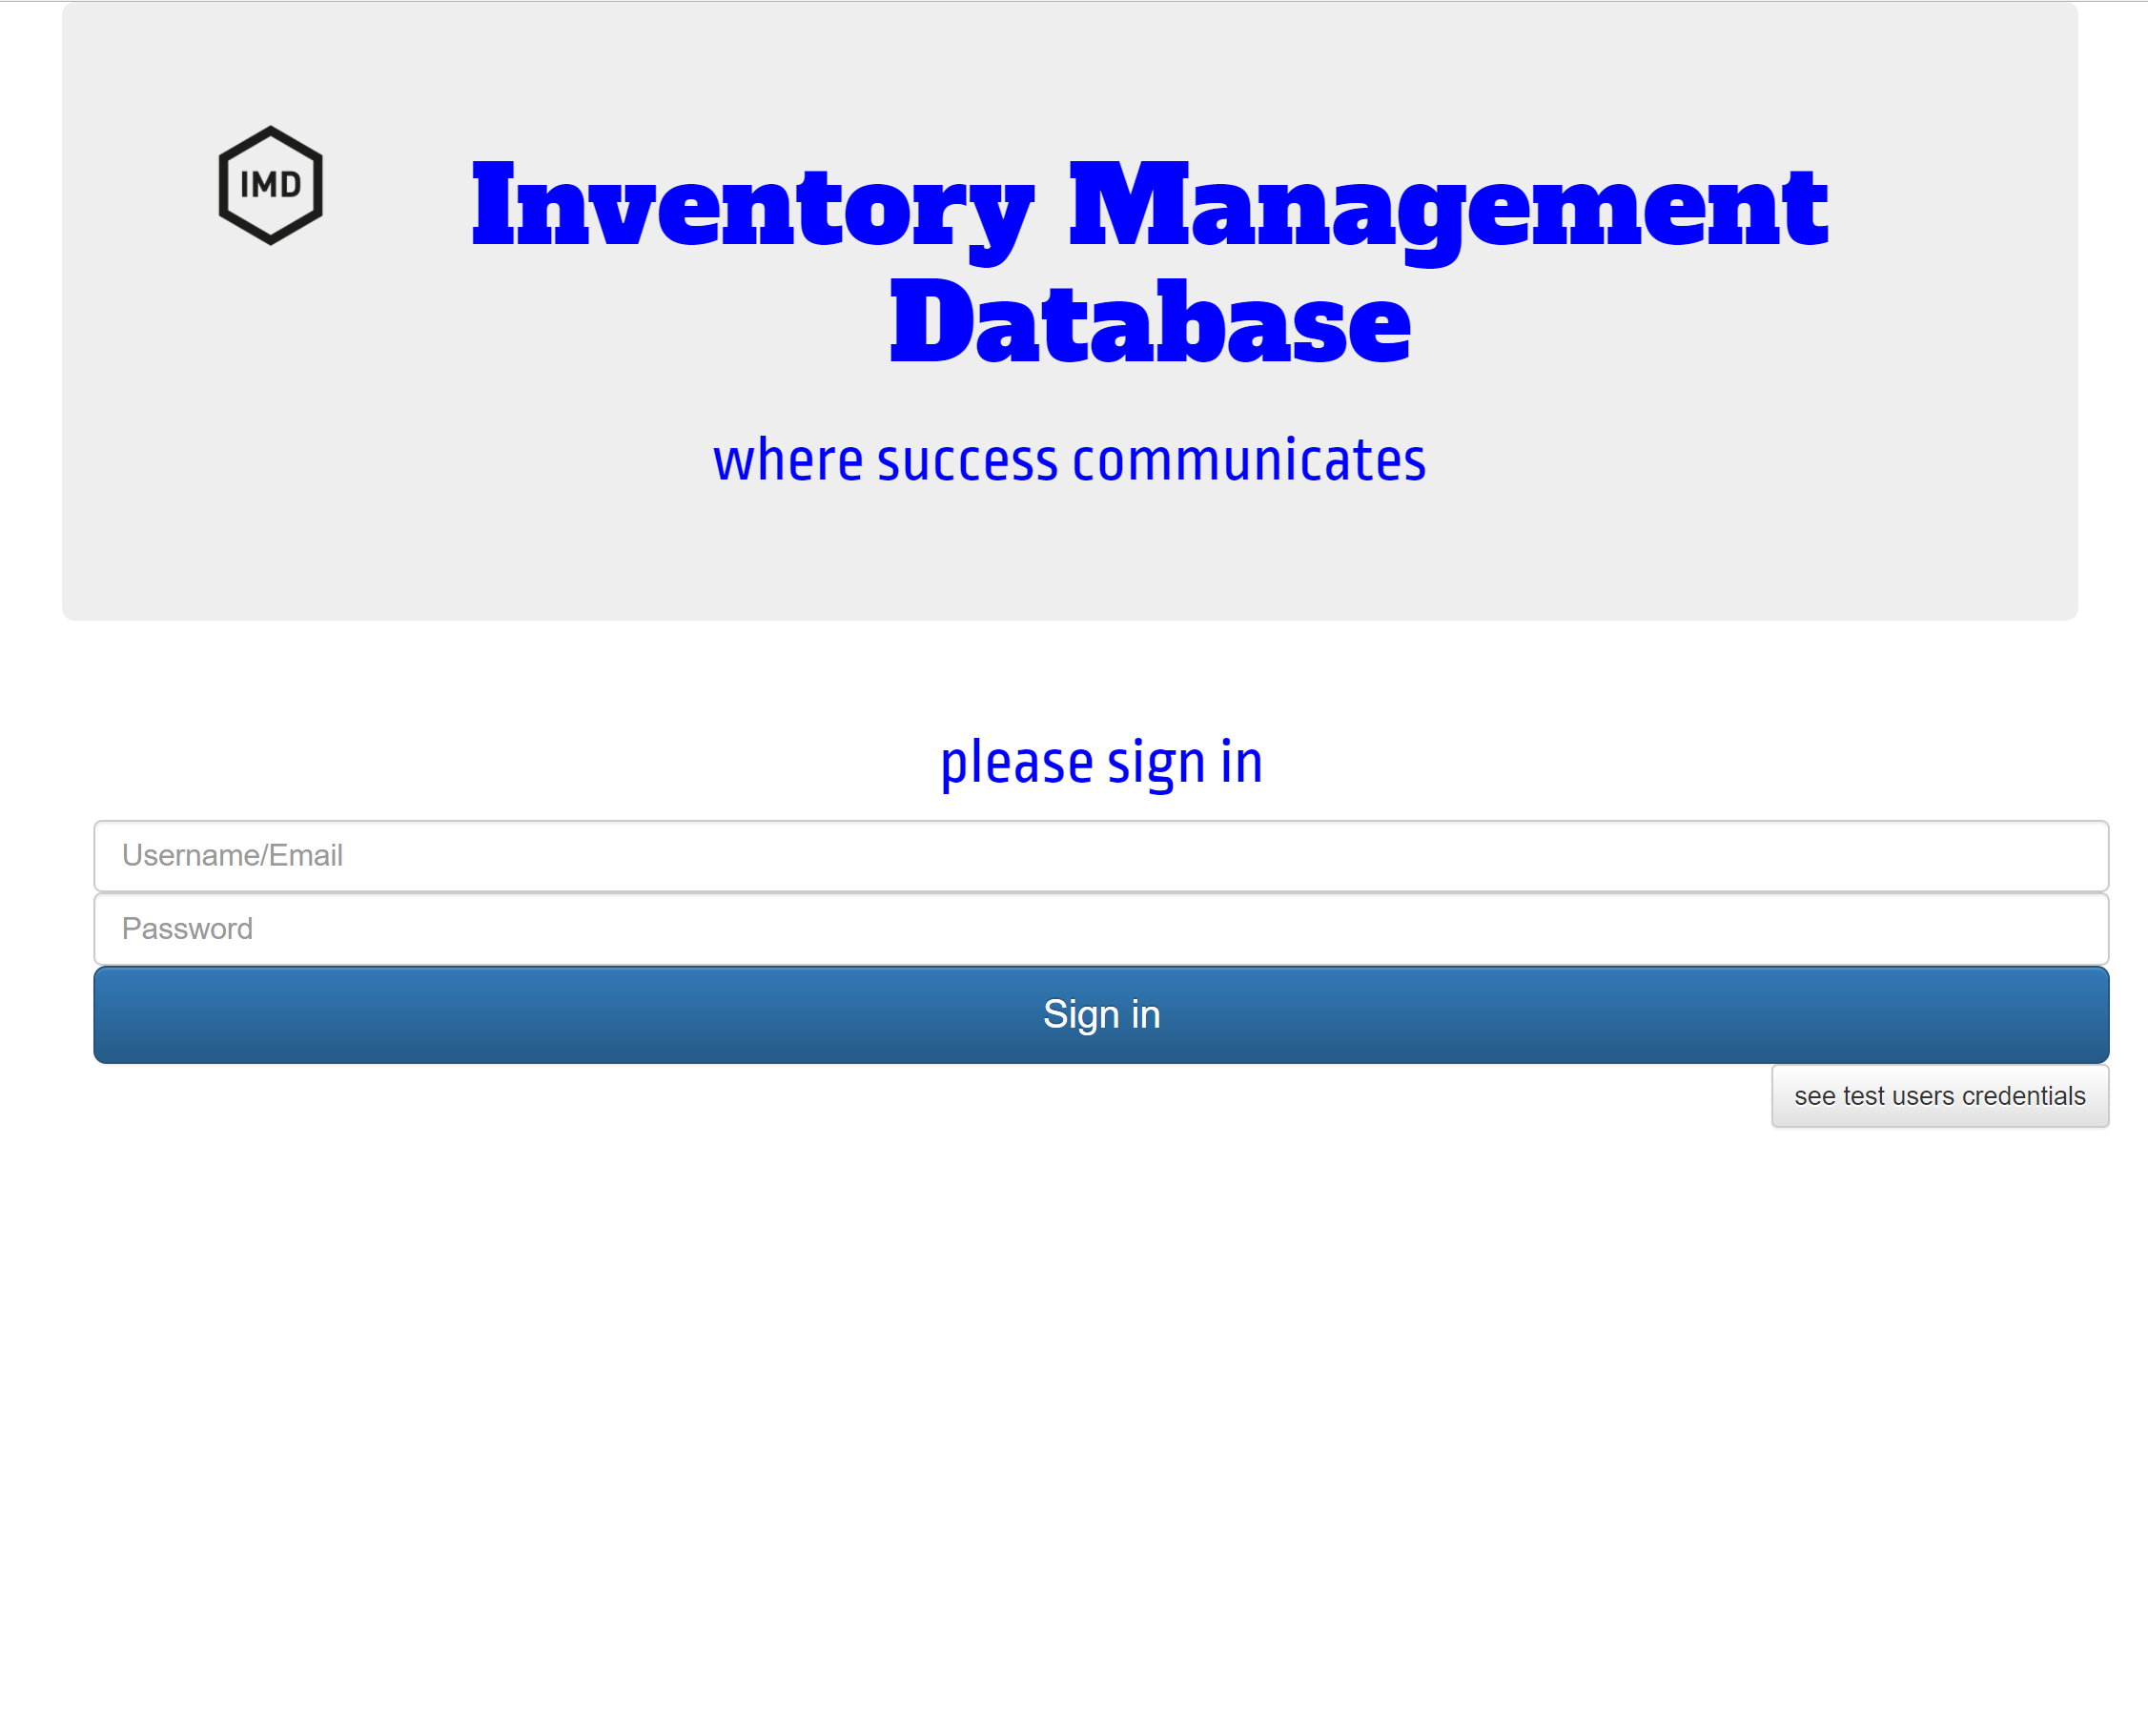 IMD
Inventory Management
Database
where success communicates
please sign in
Username/Email
Password
Sign in
see test users credentials